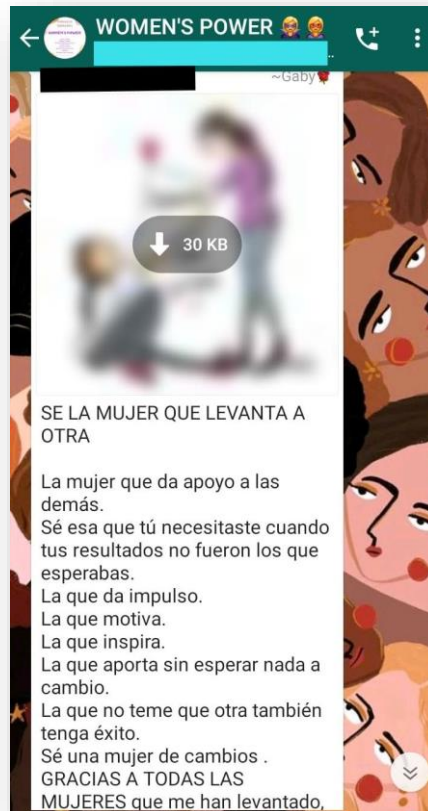 WOMEN'S POWER 🦹‍♀️🦹‍♀️
...
~Gaby🌹
30 KB
SE LA MUJER QUE LEVANTA A
OTRA
La mujer que da apoyo a las
demás.
Sé esa que tú necesitaste cuando
tus resultados no fueron los que
esperabas.
La que da impulso.
La que motiva.
La que inspira.
La que aporta sin esperar nada a
cambio.
La que no teme que otra también
tenga éxito.
Sé una mujer de cambios .
GRACIAS A TODAS LAS
MUJERES que me han levantado,